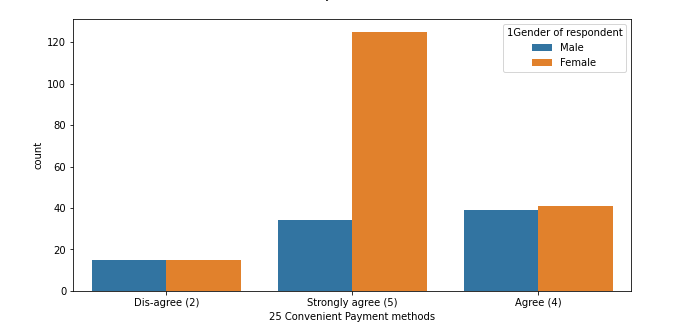 1Gender of respondent
Male
Female
120
100
80
60
40
20
0
count
Dis-agree (2)
Strongly agree (5)
Agree (4)
25 Convenient Payment methods